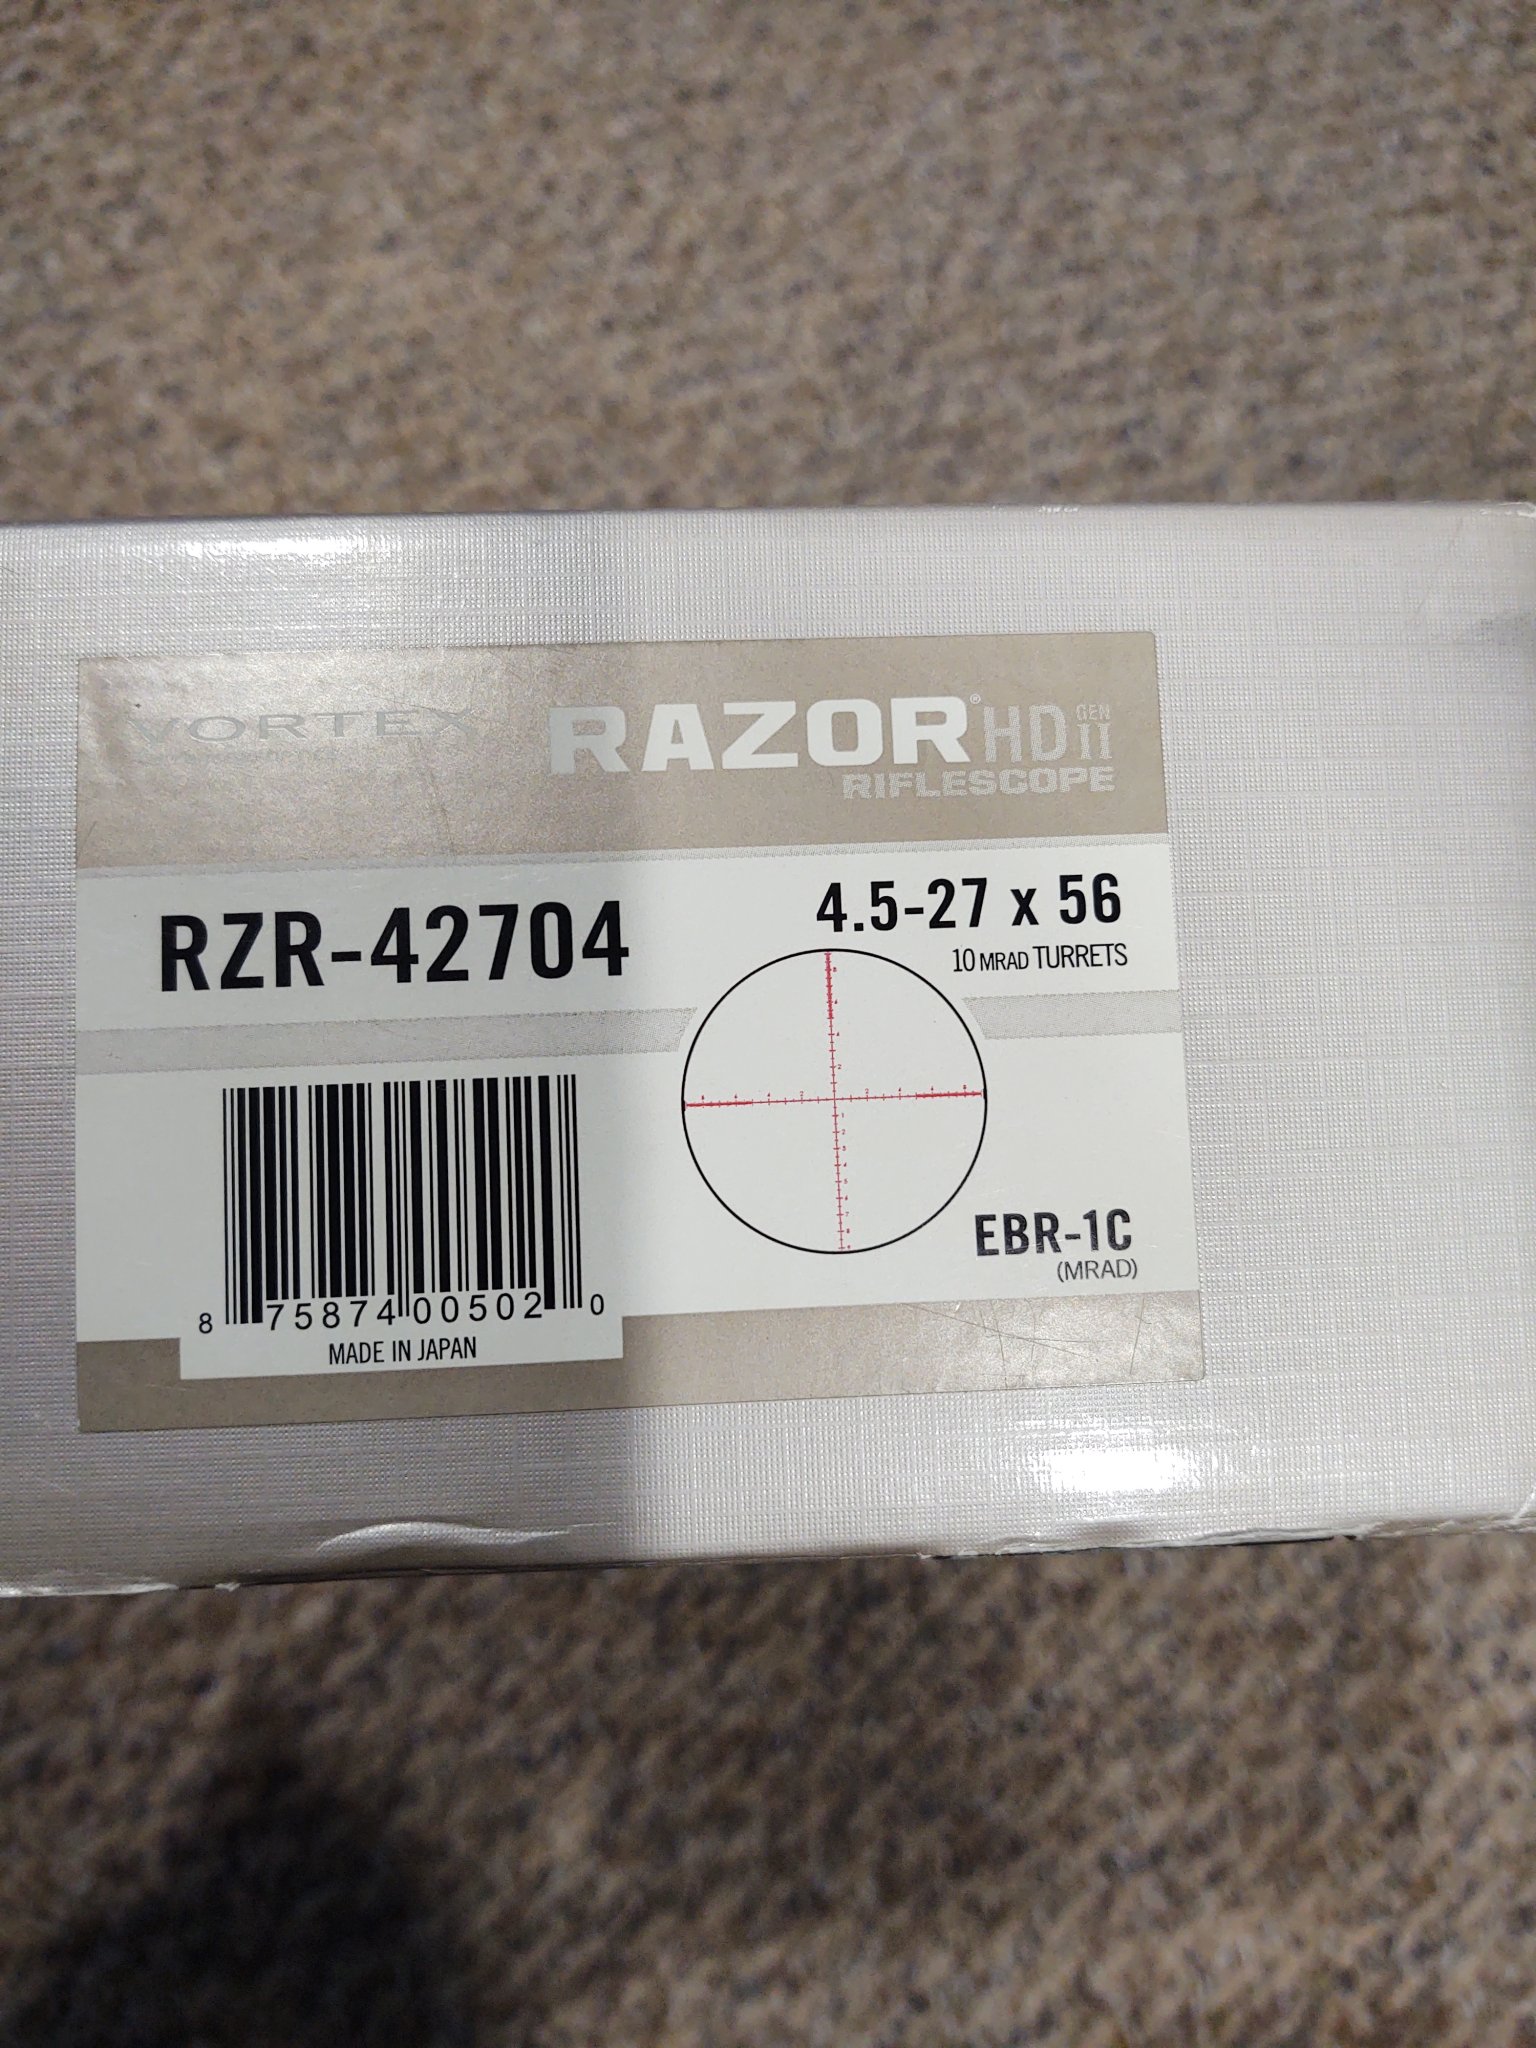 VORTEX
RAZOR® HD GEN II
RIFLESCOPE
RZR-42704
4.5-27 x 56
10 MRAD TURRETS
EBR-1C
(MRAD)
8 75874 00502 0
MADE IN JAPAN